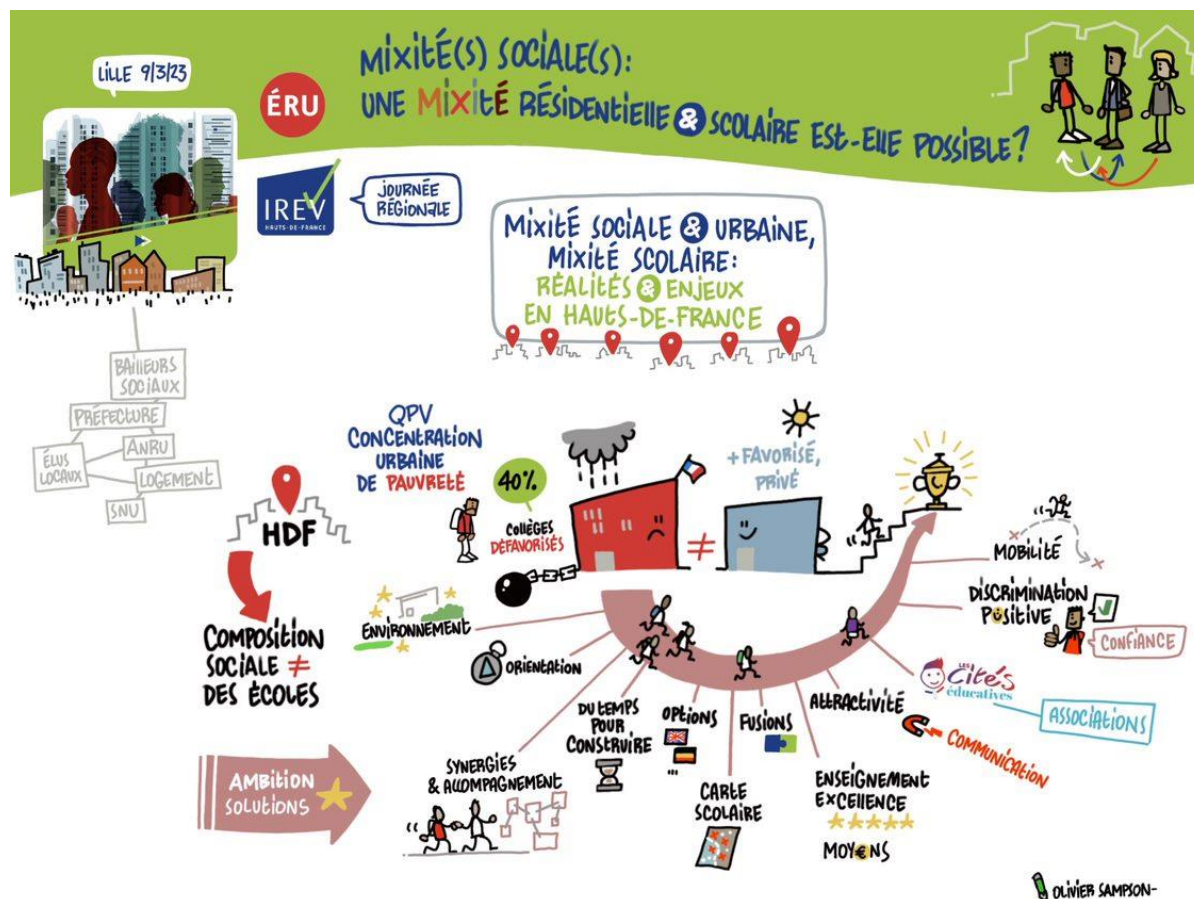 LILLE 9/3/23
ÉRU
MIXITÉ(S) SOCIALE(S):
UNE MIXITÉ RÉSIDENTIELLE & SCOLAIRE EST-ELLE POSSIBLE?
IREV
HAUTS-DE-FRANCE
JOURNÉE
RÉGIONALE
MIXITÉ SOCIALE & URBAINE,
MIXITÉ SCOLAIRE:
RÉALITÉS & ENJEUX
EN HAUTS-DE-FRANCE
BAILLEURS
SOCIAUX
PRÉFECTURE
ANRU
ÉLUS
LOCAUX
LOGEMENT
SNU
HDF
COMPOSITION
SOCIALE ≠
DES ÉCOLES
QPV
CONCENTRATION
URBAINE
DE PAUVRETÉ
40%
COLLÈGES
DÉFAVORISÉS
≠
+ FAVORISÉ,
PRIVÉ
ENVIRONNEMENT
ORIENTATION
SYNERGIES
& ACCOMPAGNEMENT
DU TEMPS
POUR
CONSTRUIRE
OPTIONS
...
CARTE
SCOLAIRE
FUSIONS
ENSEIGNEMENT
EXCELLENCE
MOY€NS
ATTRACTIVITÉ
COMMUNICATION
LES
Cités
éducatives
ASSOCIATIONS
DISCRIMINATION
POSITIVE
CONFIANCE
MOBILITÉ
AMBITION
SOLUTIONS
OLIVIER SAMPSON-